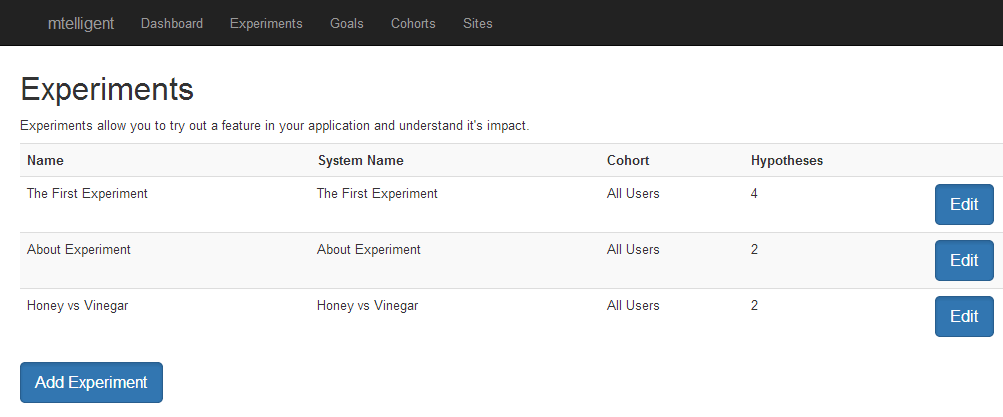 mtelligent Dashboard Experiments Goals Cohorts Sites
Experiments
Experiments allow you to try out a feature in your application and understand it's impact.
Name System Name Cohort Hypotheses
The First Experiment The First Experiment All Users 4 Edit
About Experiment About Experiment All Users 2 Edit
Honey vs Vinegar Honey vs Vinegar All Users 2 Edit
Add Experiment